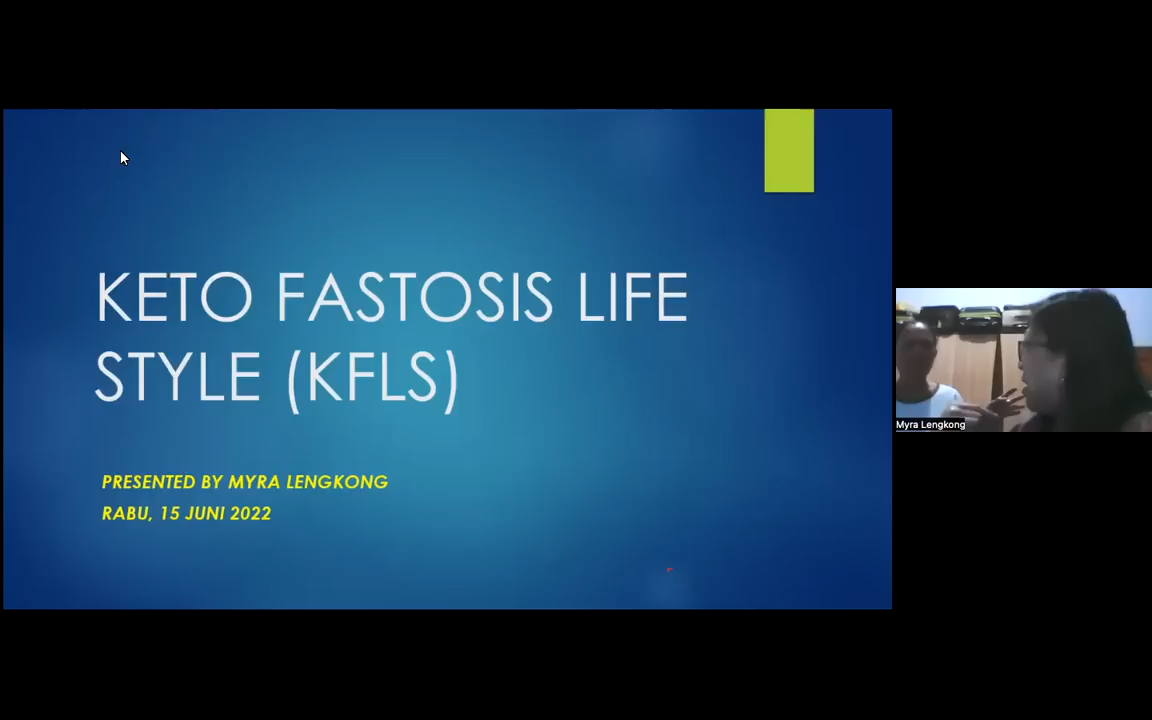 KETO FASTOSIS LIFE
STYLE (KFLS)
PRESENTED BY MYRA LENGKONG
RABU, 15 JUNI 2022
Myra Lengkong